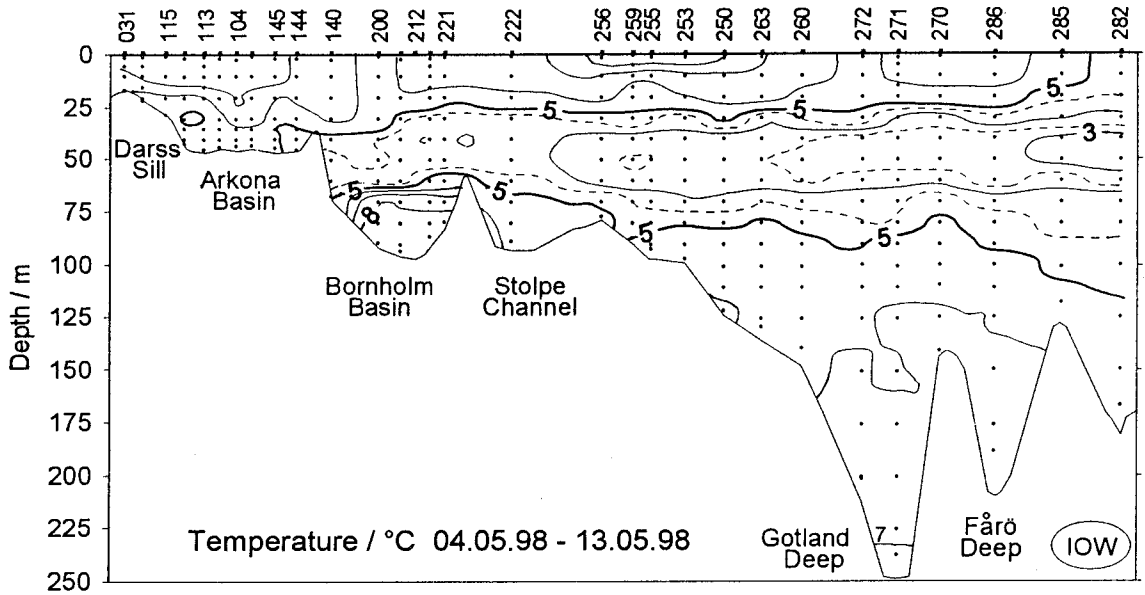 031 115 113 104 145 144 140 200 212 221 222 256 259 255 253 250 263 260 272 271 270 286 285 282
0
25
50
75
100
125
150
175
200
225
250
Depth / m
5 5 5
3
5 8 5 5 5
7
Darss
Sill
Arkona
Basin
Bornholm
Basin
Stolpe
Channel
Gotland
Deep
Fårö
Deep
IOW
Temperature / °C 04.05.98 - 13.05.98